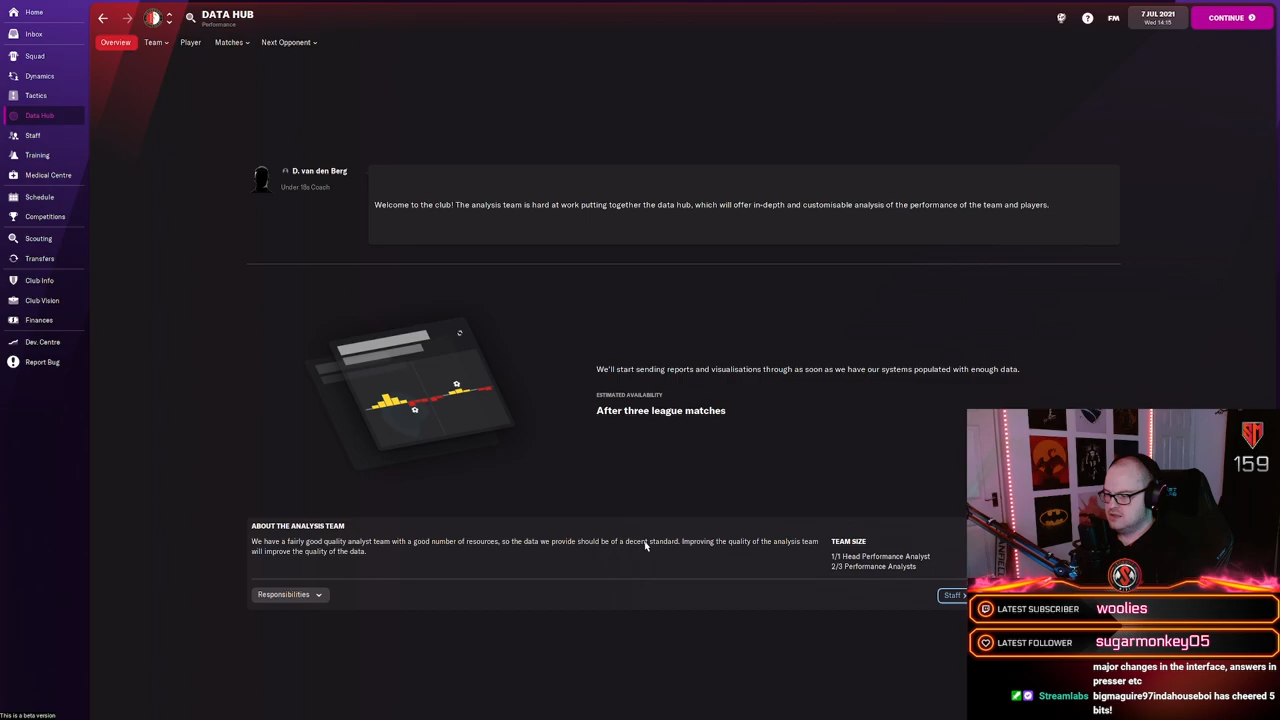 Home
DATA HUB
Performance
7 JUL 2021
Wed 14:15
FM
CONTINUE
Inbox
Overview
Team
Player
Matches
Next Opponent
Squad
Dynamics
Tactics
Data Hub
Staff
Training
Medical Centre
Schedule
Competitions
Scouting
Transfers
Club Info
Club Vision
Finances
Dev. Centre
Report Bug
D. van den Berg
Under 18s Coach
Welcome to the club! The analysis team is hard at work putting together the data hub, which will offer in-depth and customisable analysis of the performance of the team and players.
We'll start sending reports and visualisations through as soon as we have our systems populated with enough data.
ESTIMATED AVAILABILITY
After three league matches
ABOUT THE ANALYSIS TEAM
We have a fairly good quality analyst team with a good number of resources, so the data we provide should be of a decent standard. Improving the quality of the analysis team
will improve the quality of the data.
TEAM SIZE
1/1 Head Performance Analyst
2/3 Performance Analysts
Responsibilities
Staff
SM
159
LATEST SUBSCRIBER woolies
LATEST FOLLOWER sugarmonkey05
major changes in the interface, answers in
presser etc
Streamlabs bigmaguire97indahouseboi has cheered 5
bits!
This is a beta version